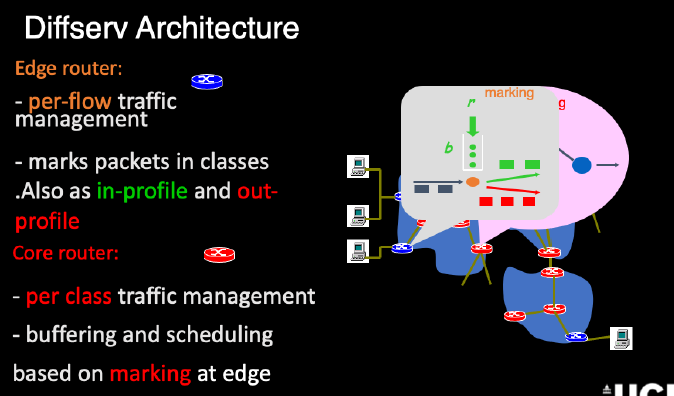 Diffserv Architecture
Edge router:
- per-flow traffic
management
- marks packets in classes
.Also as in-profile and out-
profile
Core router:
- per class traffic management
- buffering and scheduling
based on marking at edge
marking
r
b